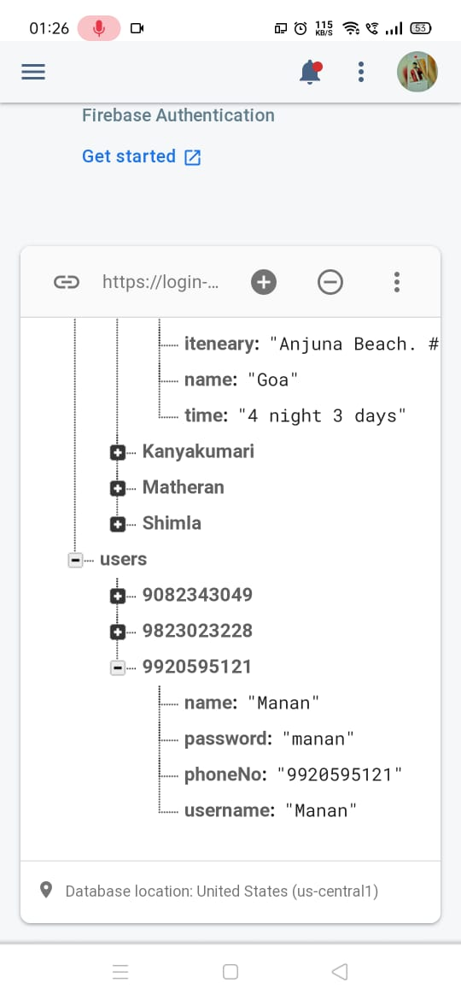 01:26 115 KB/S 53
Firebase Authentication
Get started
https://login-...
iteneary: "Anjuna Beach. #
name: "Goa"
time: "4 night 3 days"
Kanyakumari
Matheran
Shimla
users
9082343049
9823023228
9920595121
name: "Manan"
password: "manan"
phoneNo: "9920595121"
username: "Manan"
Database location: United States (us-central1)